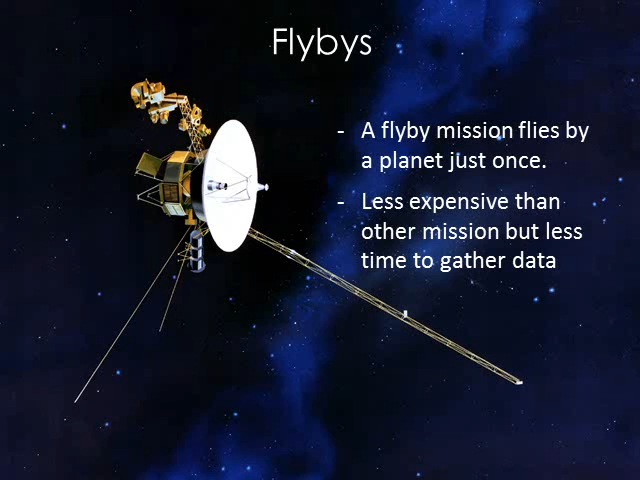 Flybys
- A flyby mission flies by
a planet just once.
- Less expensive than
other mission but less
time to gather data